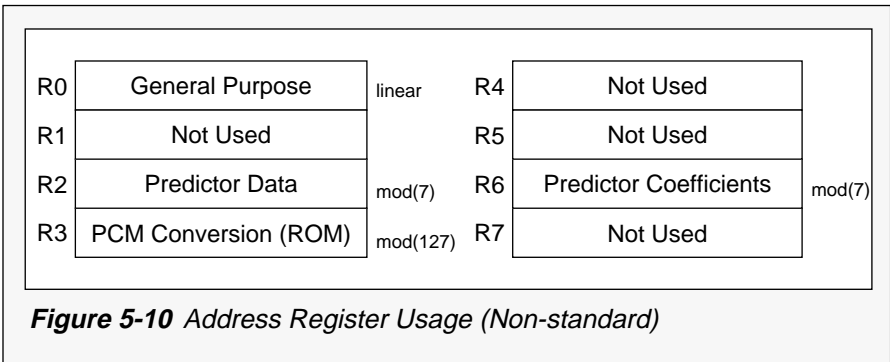 R0 General Purpose linear R4 Not Used
R1 Not Used R5 Not Used
R2 Predictor Data mod(7) R6 Predictor Coefficients mod(7)
R3 PCM Conversion (ROM) mod(127) R7 Not Used
Figure 5-10 Address Register Usage (Non-standard)